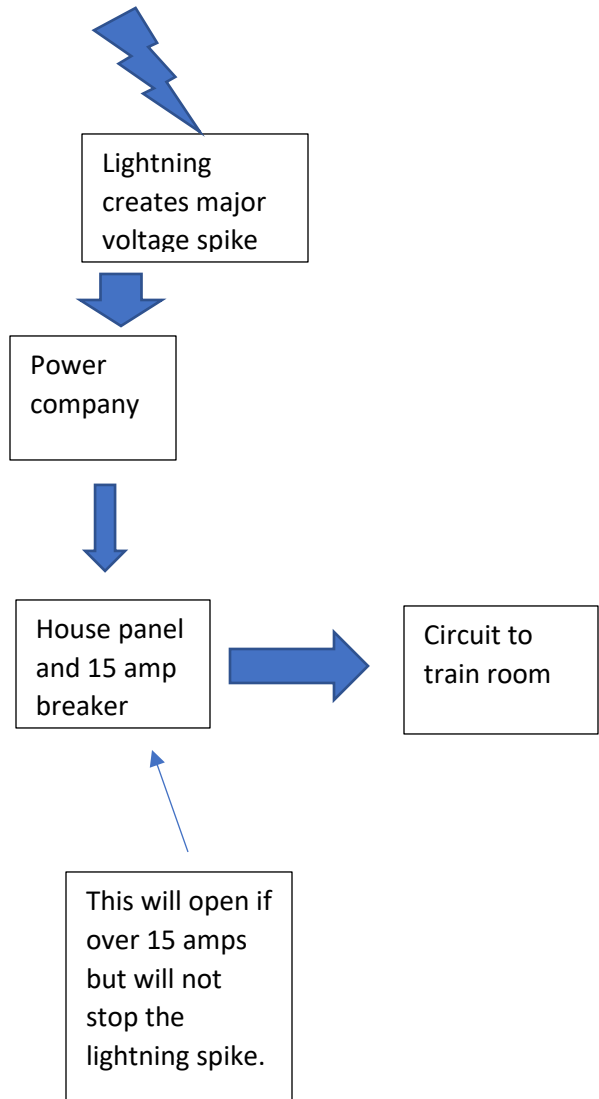 Lightning
creates major
voltage spike
Power
company
House panel
and 15 amp
breaker
Circuit to
train room
This will open if
over 15 amps
but will not
stop the
lightning spike.